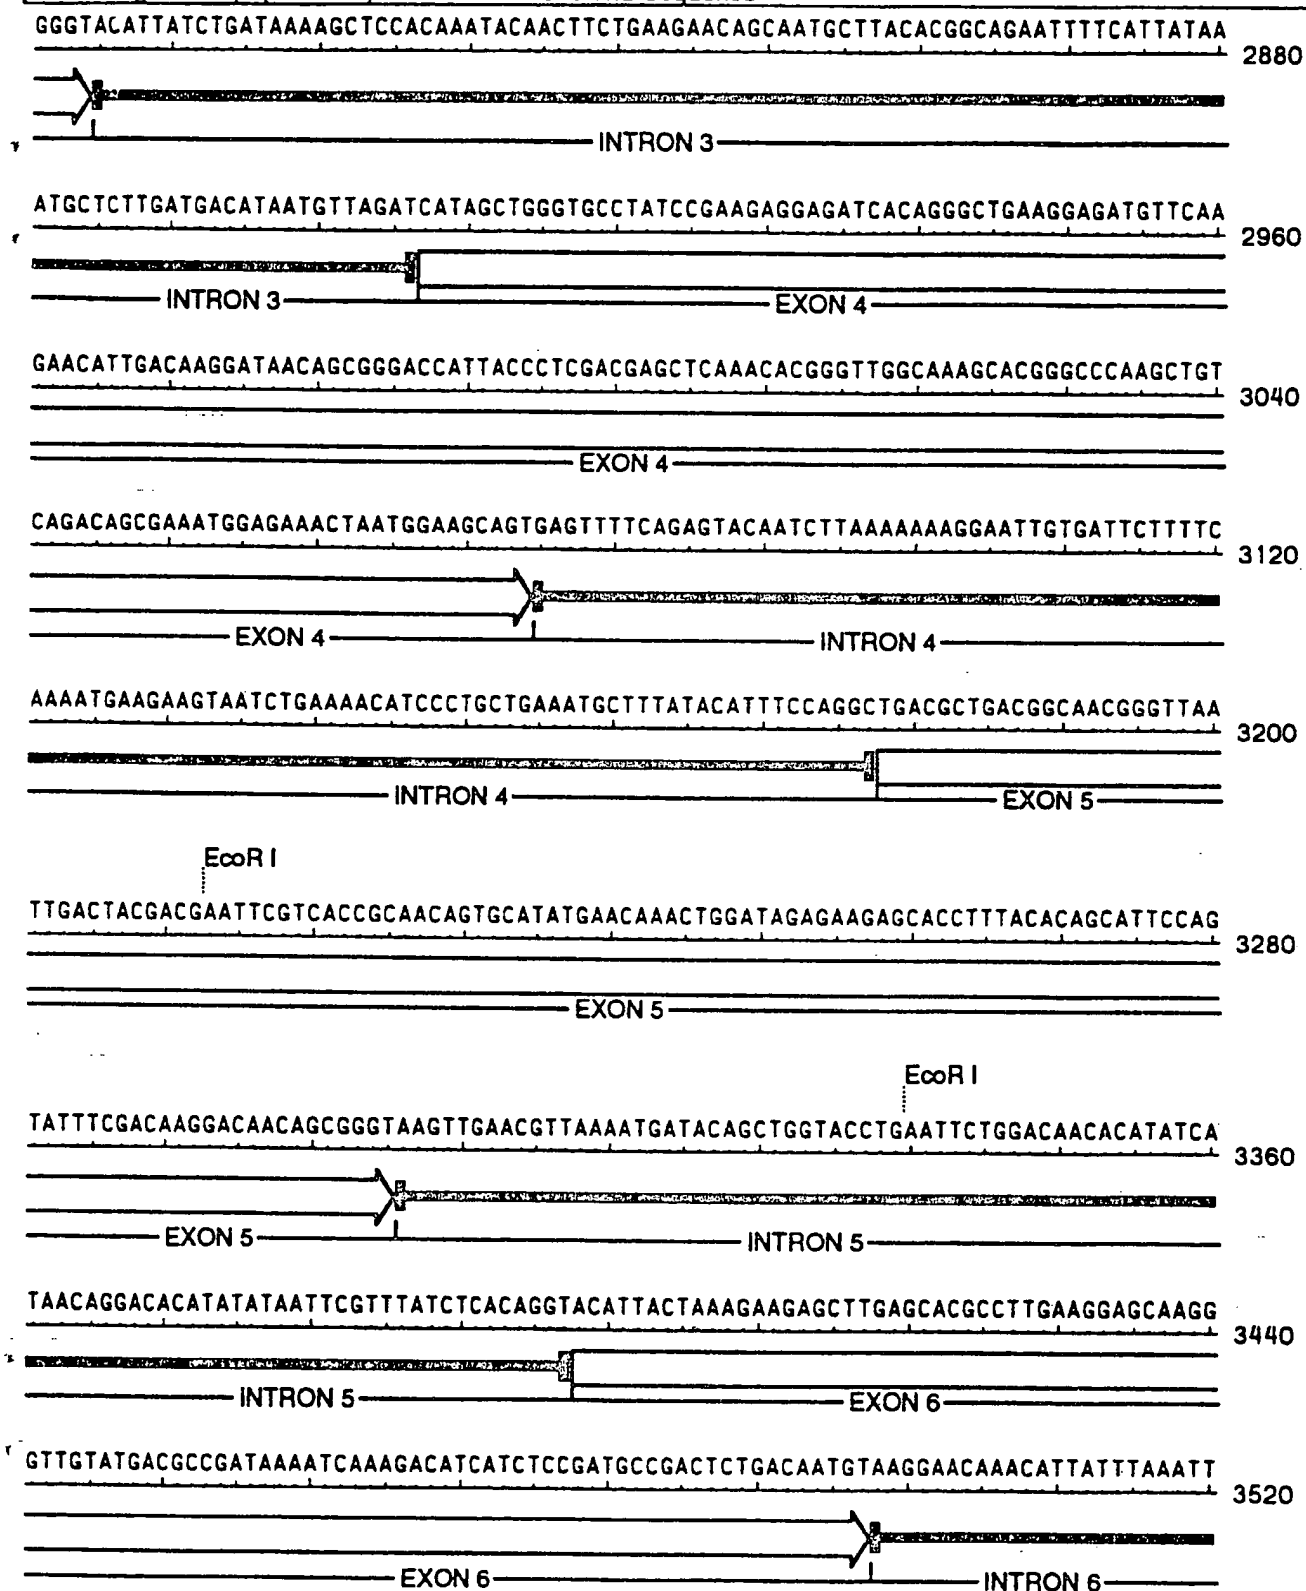 GGGTACATTATCTGATAAAAGCTCCACAAATACAACTTCTGAAGAACAGCAATGCTTACACGGCAGAATTTTCATTATAA
2880
INTRON 3
ATGCTCTTGATGACATAATGTTAGATCATAGCTGGGTGCCTATCCGAAGAGGAGATCACAGGGCTGAAGGAGATGTTCAA
2960
INTRON 3 EXON 4
GAACATTGACAAGGATAACAGCGGGACCATTACCCTCGACGAGCTCAAACACGGGTTGGCAAAGCACGGGCCCAAGCTGT
3040
EXON 4
CAGACAGCGAAATGGAGAAACTAATGGAAGCAGTGAGTTTTCAGAGTACAATCTTAAAAAAAGGAATTGTGATTCTTTTC
3120
EXON 4 INTRON 4
AAAATGAAGAAGTAATCTGAAAACATCCCTGCTGAAATGCTTTATACATTTCCAGGCTGACGCTGACGGCAACGGGTTAA
3200
INTRON 4 EXON 5
EcoR I
TTGACTACGACGAATTCGTCACCGCAACAGTGCATATGAACAAACTGGATAGAGAAGAGCACCTTTACACAGCATTCCAG
3280
EXON 5
EcoR I
TATTTCGACAAGGACAACAGCGGGTAAGTTGAACGTTAAAATGATACAGCTGGTACCTGAATTCTGGACAACACATATCA
3360
EXON 5 INTRON 5
TAACAGGACACATATATAATTCGTTTATCTCACAGGTACATTACTAAAGAAGAGCTTGAGCACGCCTTGAAGGAGCAAGG
3440
INTRON 5 EXON 6
GTTGTATGACGCCGATAAAATCAAAGACATCATCTCCGATGCCGACTCTGACAATGTAAGGAACAAACATTATTTAAATT
3520
EXON 6 INTRON 6